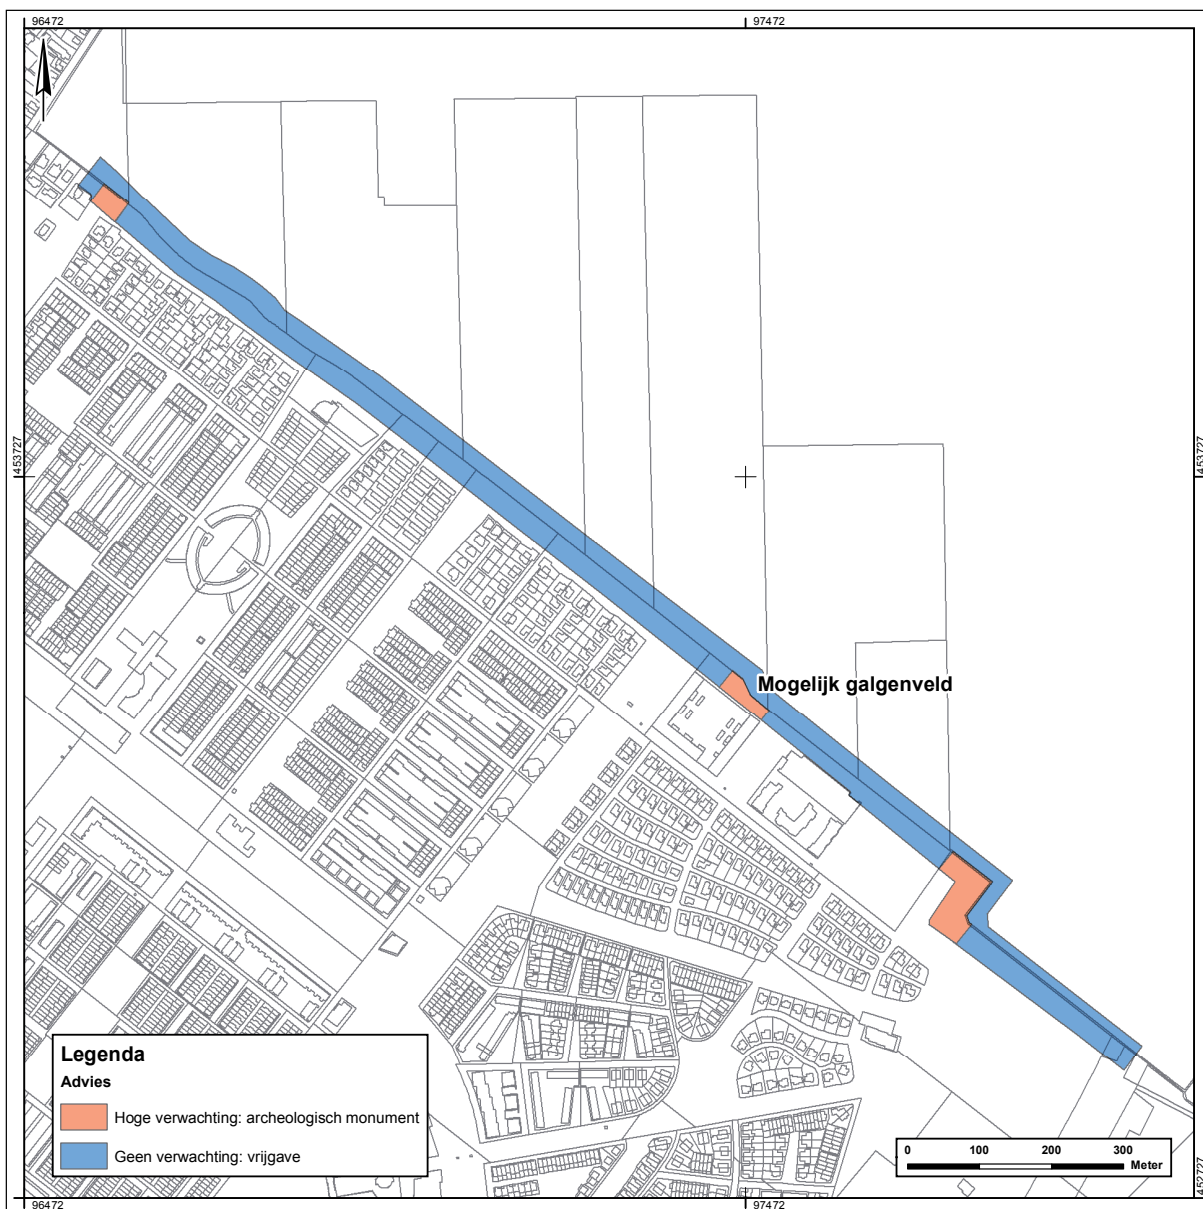 96472
97472
453727
453727
Mogelijk galgenveld
Legenda
Advies
Hoge verwachting: archeologisch monument
Geen verwachting: vrijgave
0 100 200 300
Meter
452727
96472
97472